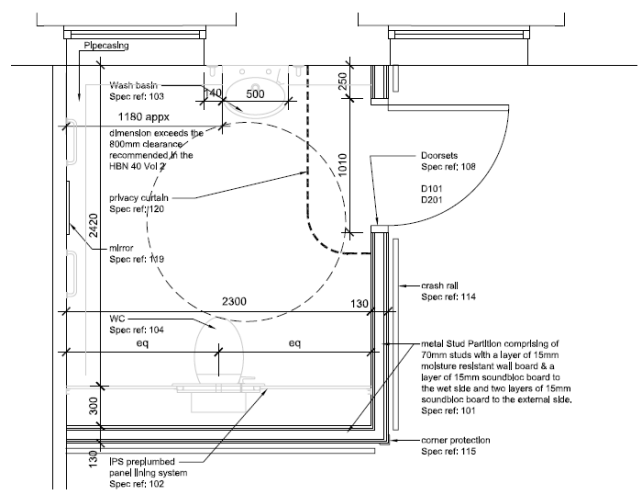 Pipecasing
Wash basin
Spec ref: 103
140
500
250
1180 appx
dimension exceeds the
800mm clearance
recommended in the
HBN 40 Vol 2
1010
Doorsets
Spec ref: 108
D101
D201
privacy curtain
Spec ref: 120
2420
mirror
Spec ref: 119
crash rail
Spec ref: 114
2300
130
WC
Spec ref: 104
eq
eq
metal Stud Partition comprising of
70mm studs with a layer of 15mm
moisture resistant wall board & a
layer of 15mm soundbloc board to
the wet side and two layers of 15mm
soundbloc board to the external side.
Spec ref: 101
300
corner protection
Spec ref: 115
130
IPS preplumbed
panel lining system
Spec ref: 102